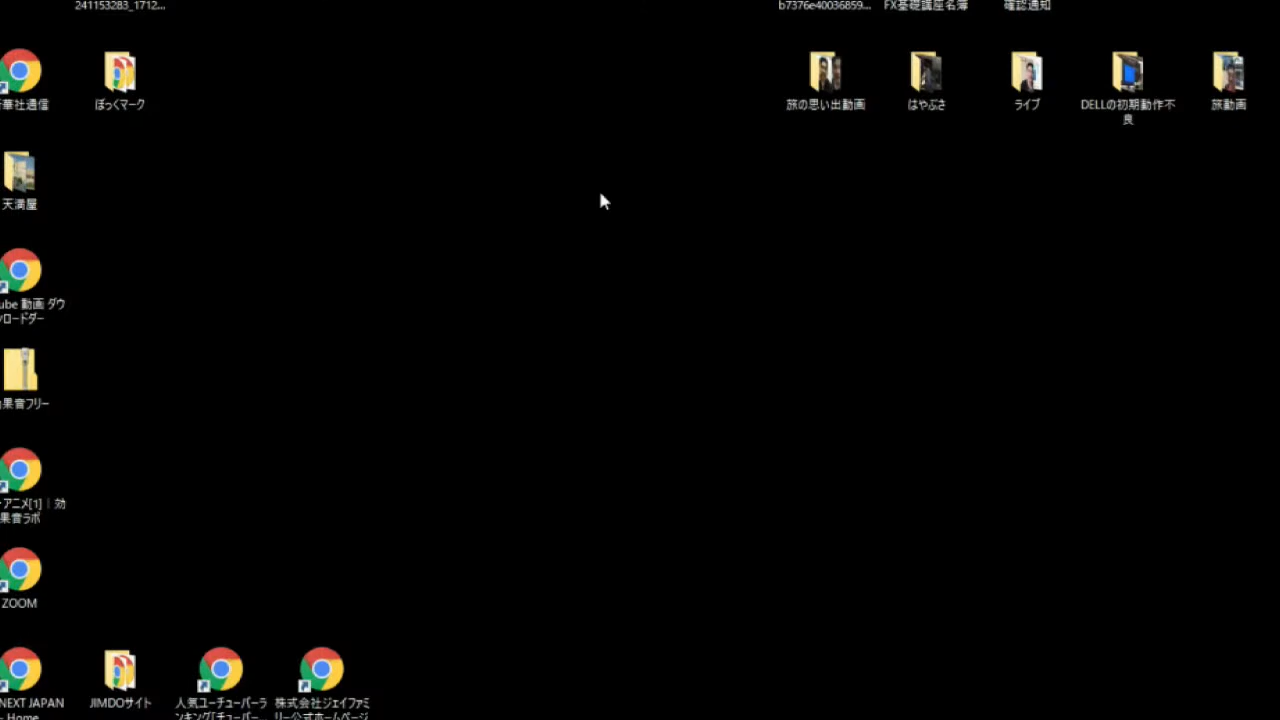 241153283_1712...
b7376e40036859...
FX基礎講座名簿
確認通知
華社通信
ぼっくマーク
旅の思い出動画
はやぶさ
ライブ
DELLの初期動作不
良
旅動画
天満屋
ube 動画 ダウ
ンロードダー
果音フリー
アニメ[1] | 効
果音ラボ
ZOOM
NEXT JAPAN
- Home
JIMDOサイト
人気ユーチューバーラ
ンキング[チューバー...
株式会社ジェイファミ
リー公式ホームページ